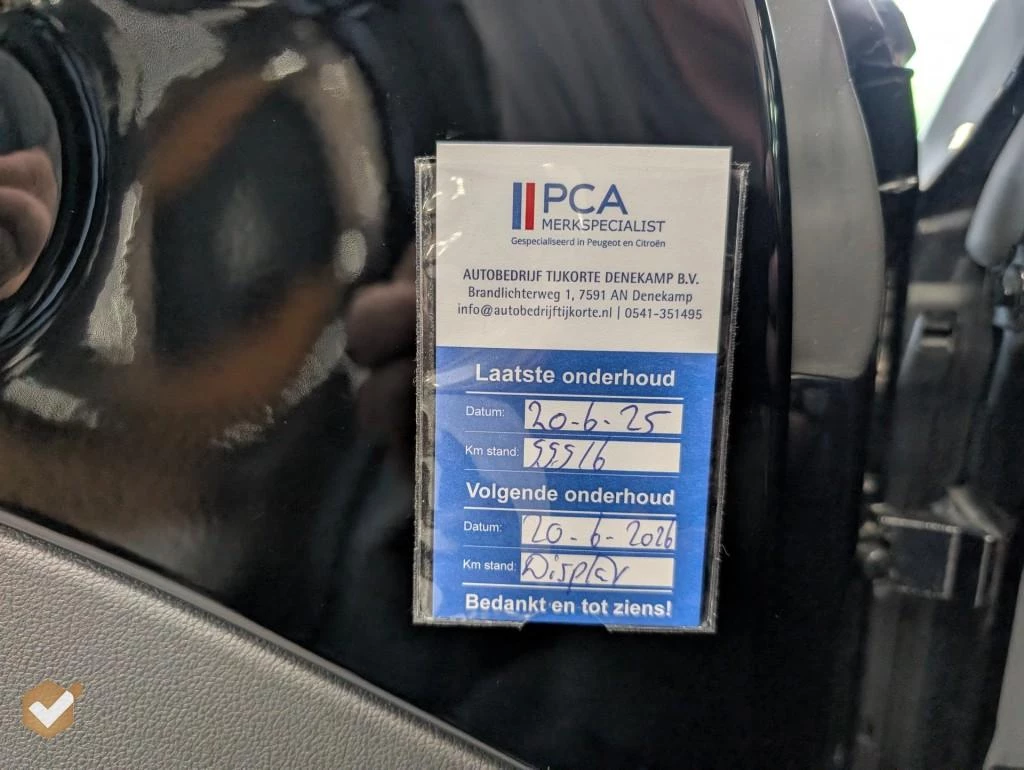 PCA
MERKSPECIALIST
Gespecialiseerd in Peugeot en Citroën
AUTOBEDRIJF TIJKORTE DENEKAMP B.V.
Brandlichterweg 1, 7591 AN Denekamp
info@autobedrijftijkorte.nl | 0541-351495
Laatste onderhoud
Datum: 20-6-25
Km stand: 55516
Volgende onderhoud
Datum: 20-6-2026
Km stand: Display
Bedankt en tot ziens!